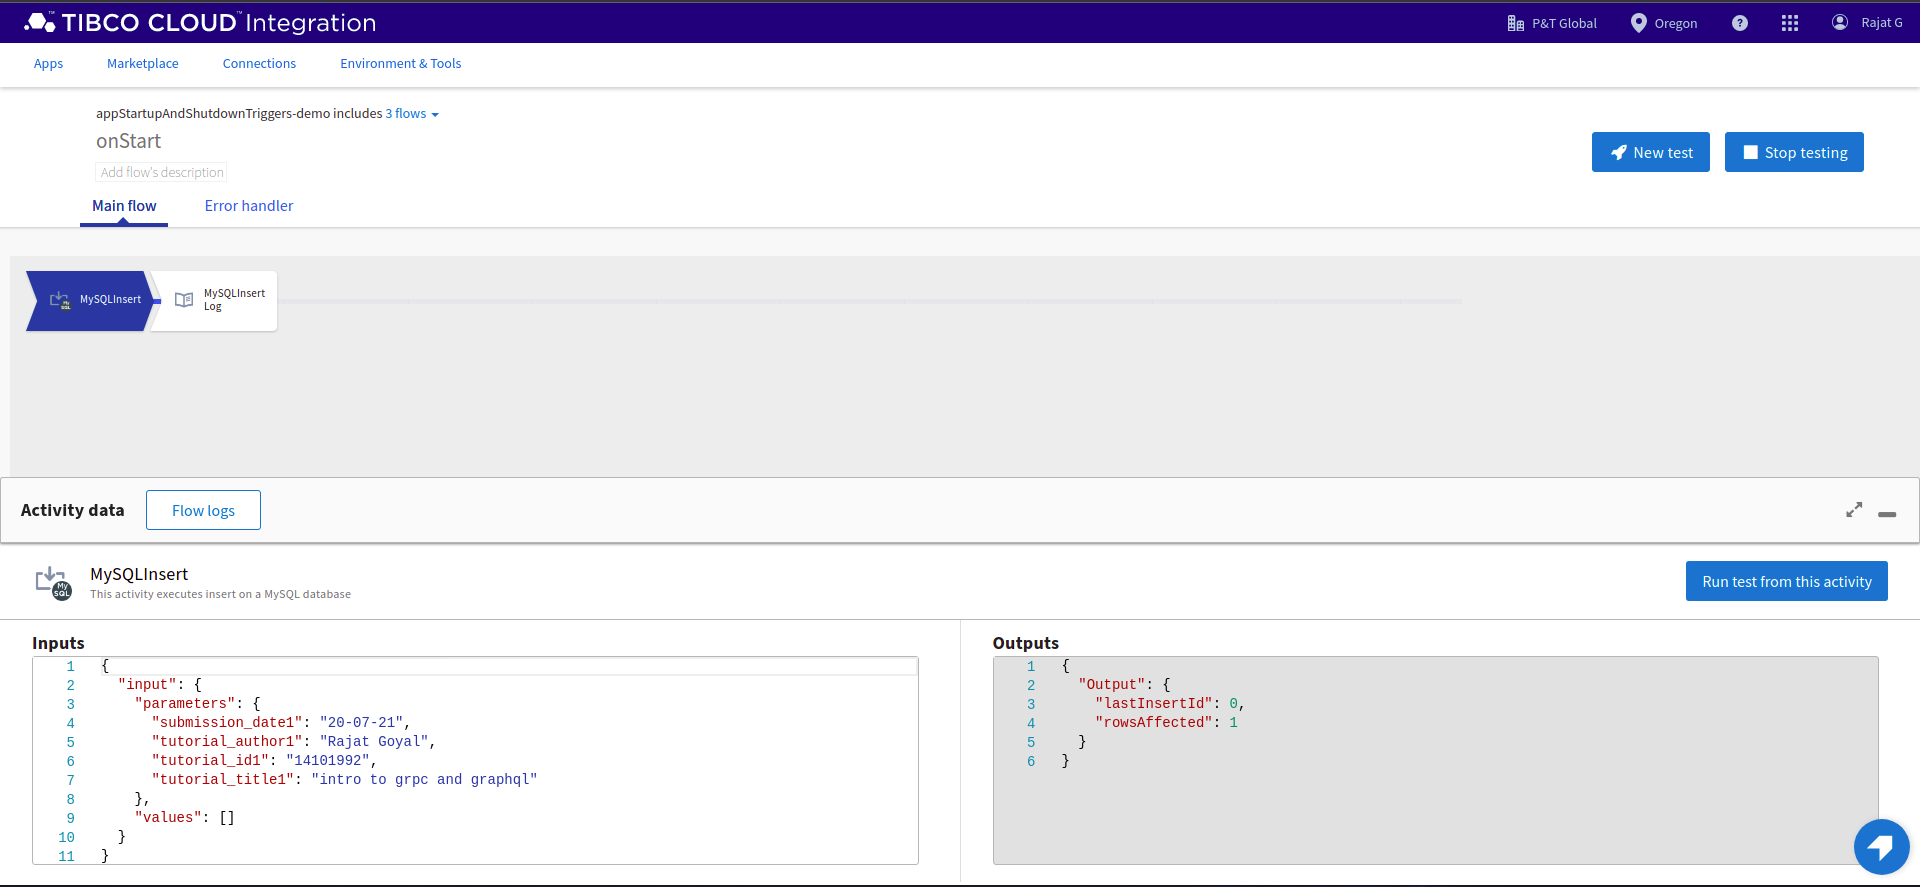 TIBCO CLOUD™ Integration
P&T Global
Oregon
?
Rajat G
Apps
Marketplace
Connections
Environment & Tools
appStartupAndShutdownTriggers-demo includes 3 flows
onStart
Add flow's description
New test
Stop testing
Main flow
Error handler
MySQLInsert
MySQLInsert
Log
Activity data
Flow logs
MySQLInsert
This activity executes insert on a MySQL database
My
SQL
Run test from this activity
Inputs
1 {
2 "input": {
3 "parameters": {
4 "submission_date1": "20-07-21",
5 "tutorial_author1": "Rajat Goyal",
6 "tutorial_id1": "14101992",
7 "tutorial_title1": "intro to grpc and graphql"
8 },
9 "values": []
10 }
11 }
Outputs
1 {
2 "Output": {
3 "lastInsertId": 0,
4 "rowsAffected": 1
5 }
6 }